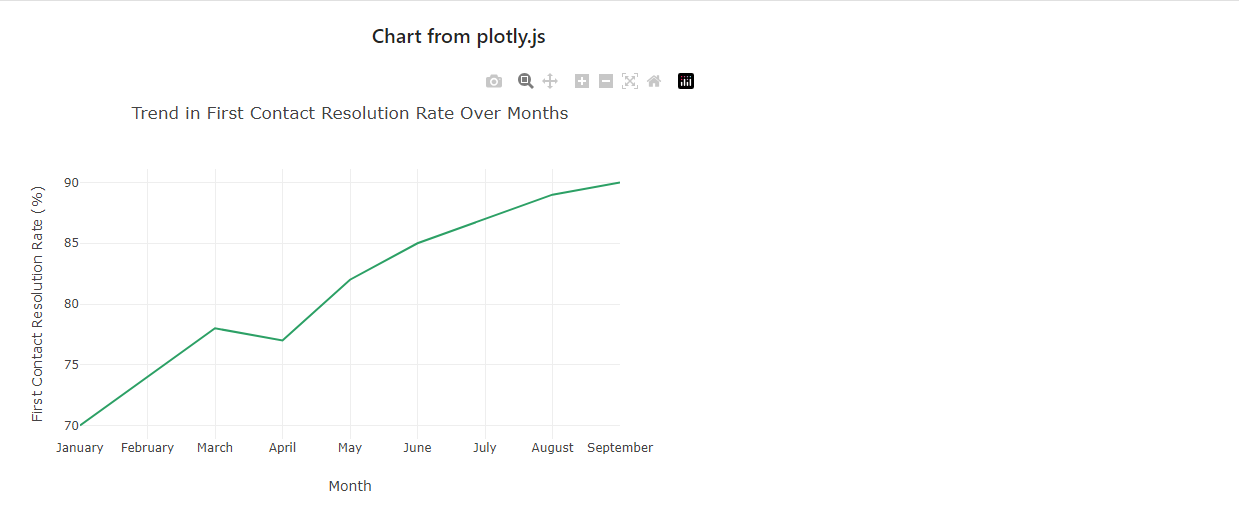 Chart from plotly.js
Trend in First Contact Resolution Rate Over Months
First Contact Resolution Rate (%)
90
85
80
75
70
January February March April May June July August September
Month